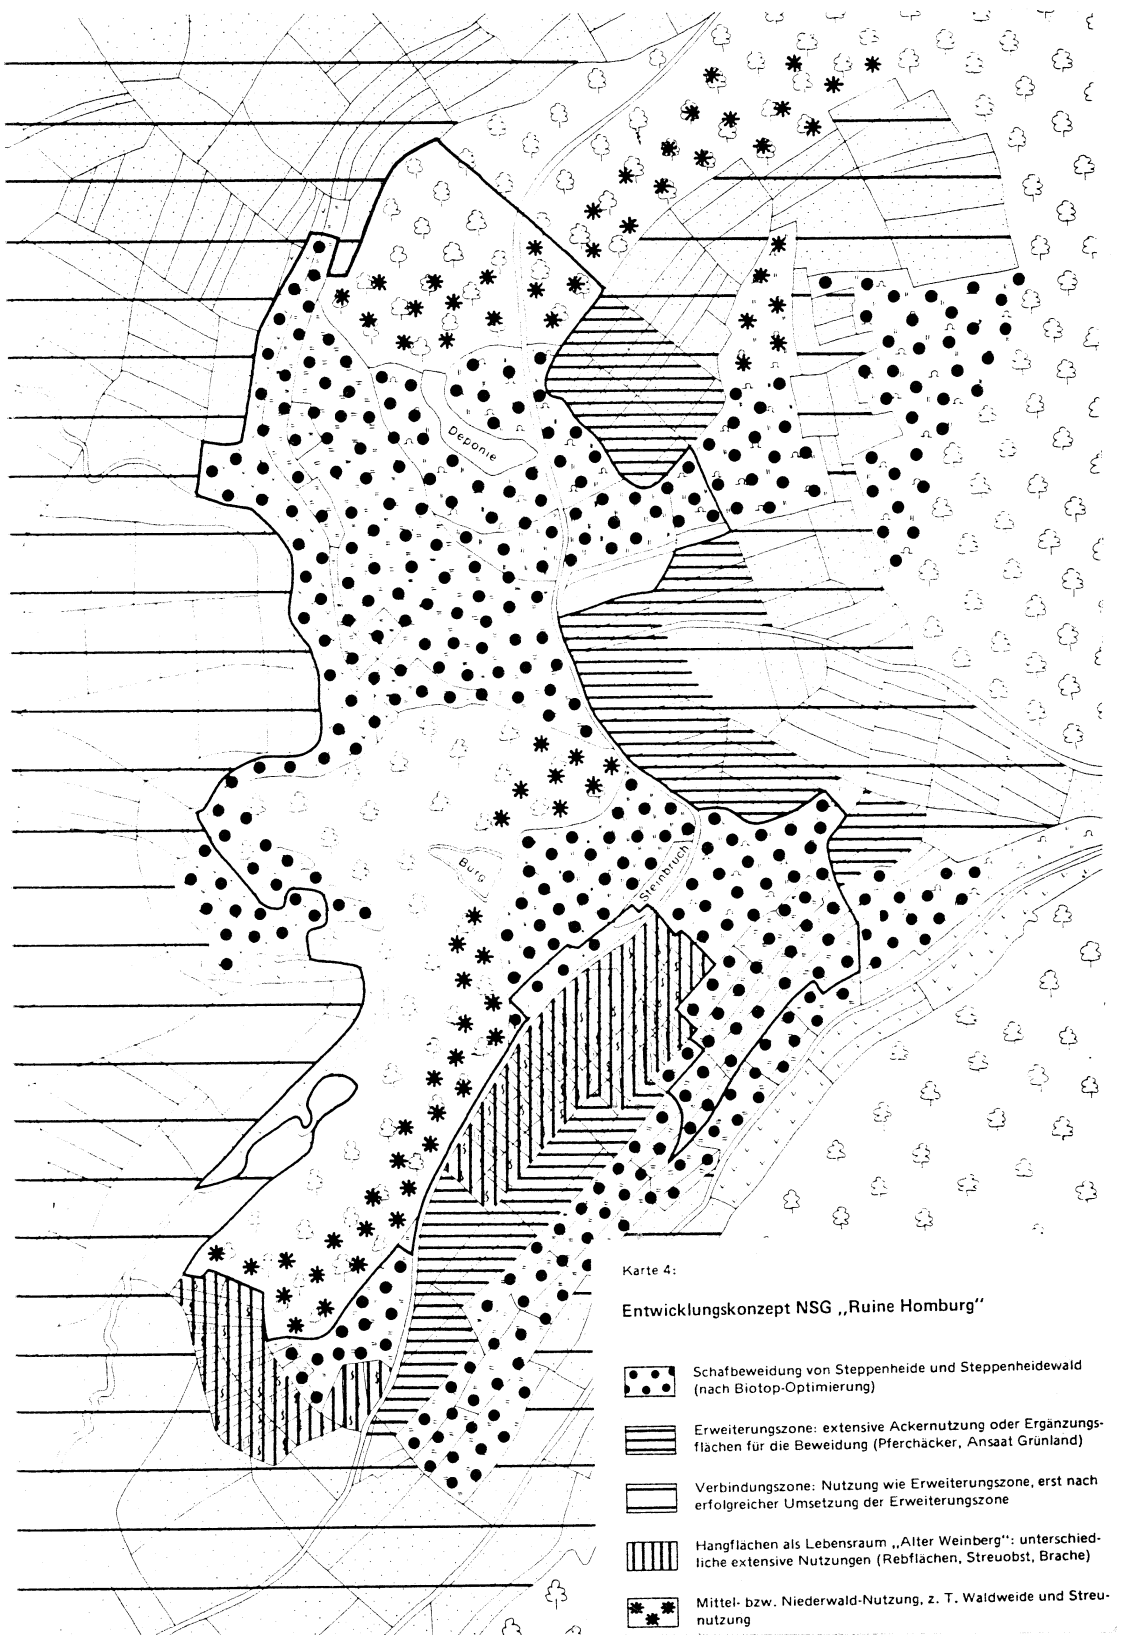 Deponie
Burg
Steinbruch
Karte 4:
Entwicklungskonzept NSG „Ruine Homburg“
Schafbeweidung von Steppenheide und Steppenheidewald
(nach Biotop-Optimierung)
Erweiterungszone: extensive Ackernutzung oder Ergänzungs-
flächen für die Beweidung (Pferchäcker, Ansaat Grünland)
Verbindungszone: Nutzung wie Erweiterungszone, erst nach
erfolgreicher Umsetzung der Erweiterungszone
Hangflächen als Lebensraum „Alter Weinberg“: unterschied-
liche extensive Nutzungen (Rebflächen, Streuobst, Brache)
Mittel- bzw. Niederwald-Nutzung, z. T. Waldweide und Streu-
nutzung